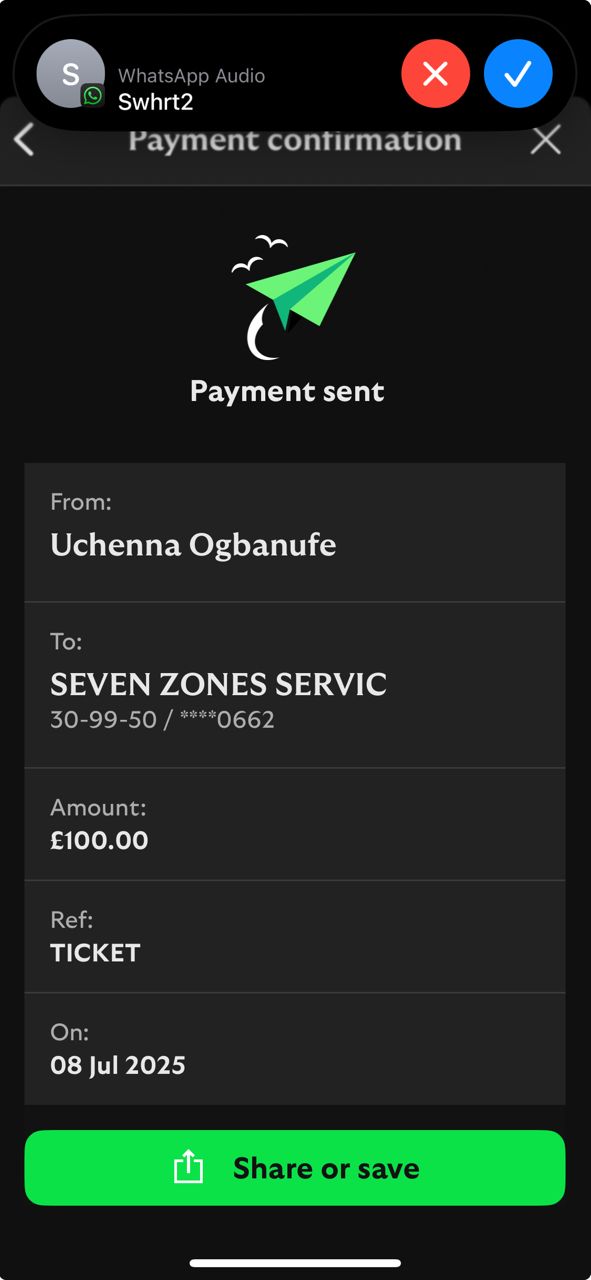 S
WhatsApp Audio
Swhrt2
Payment confirmation
Payment sent
From:
Uchenna Ogbanufe
To:
SEVEN ZONES SERVIC
30-99-50 / ****0662
Amount:
£100.00
Ref:
TICKET
On:
08 Jul 2025
Share or save